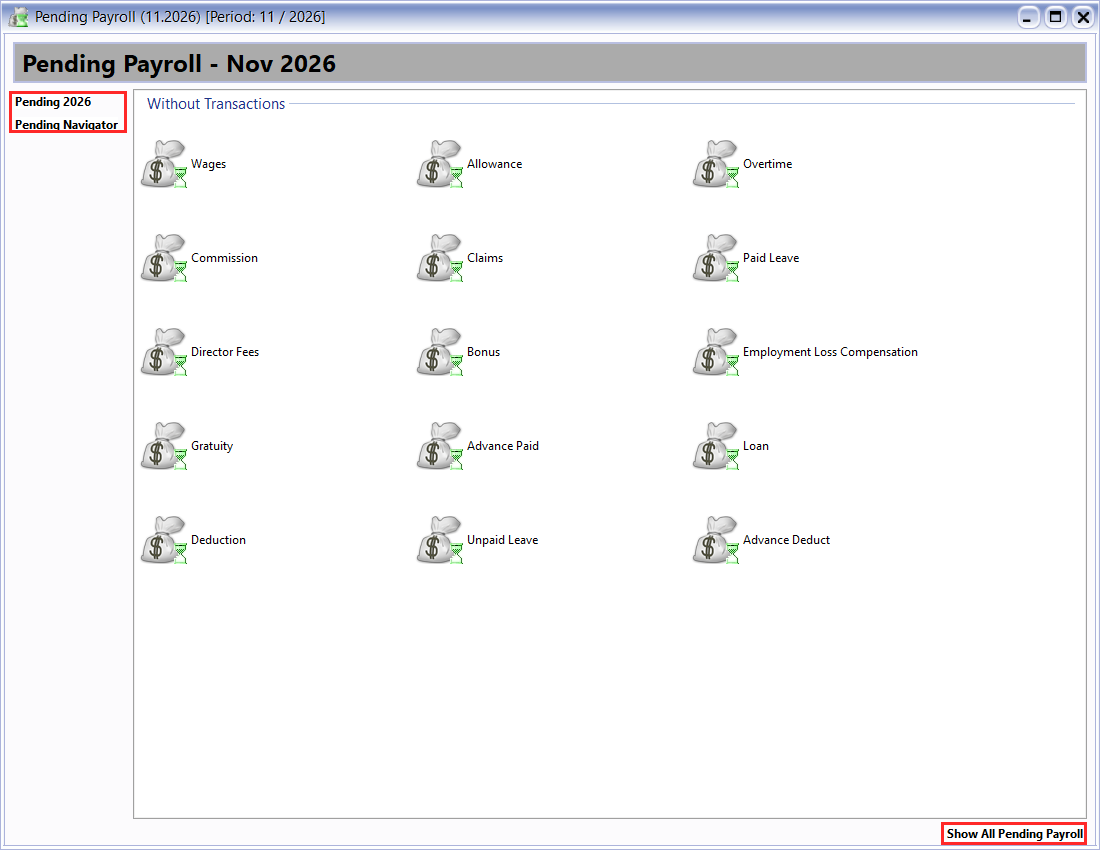 Pending Payroll (11.2026) [Period: 11 / 2026]
Pending Payroll - Nov 2026
Pending 2026
Pending Navigator
Without Transactions
Wages
Allowance
Overtime
Commission
Claims
Paid Leave
Director Fees
Bonus
Employment Loss Compensation
Gratuity
Advance Paid
Loan
Deduction
Unpaid Leave
Advance Deduct
Show All Pending Payroll